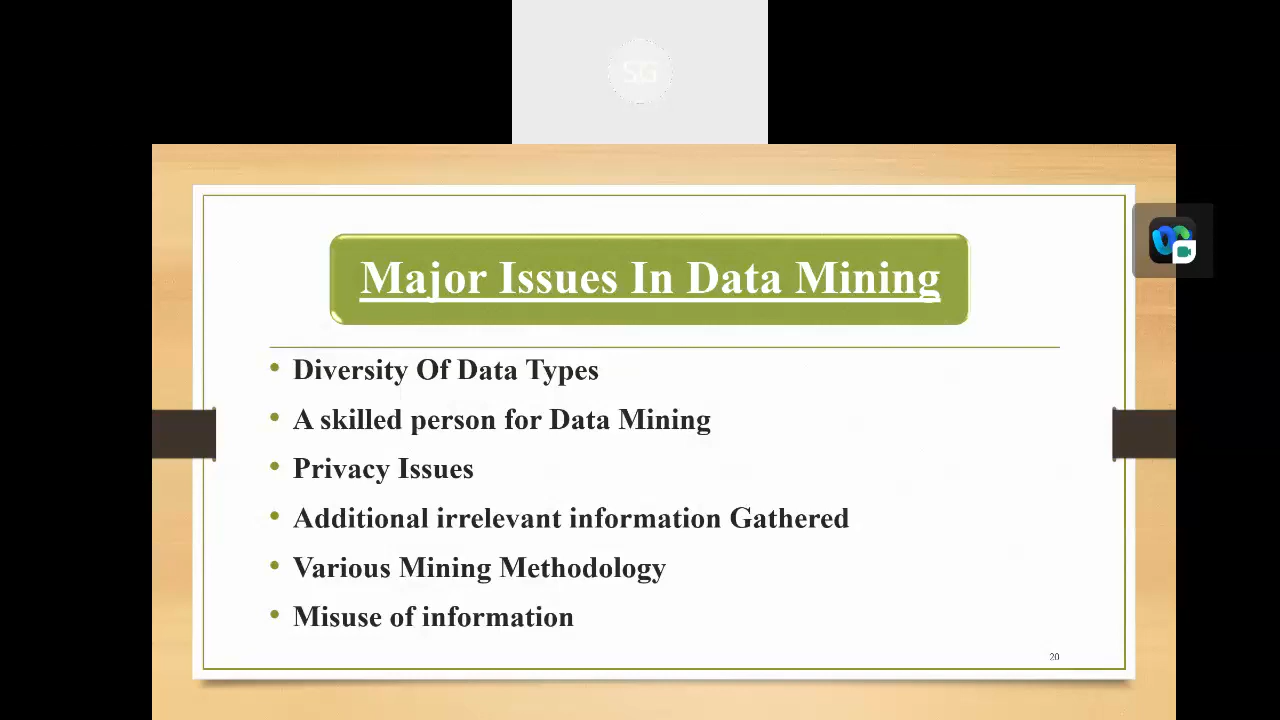 SG
Major Issues In Data Mining
• Diversity Of Data Types
• A skilled person for Data Mining
• Privacy Issues
• Additional irrelevant information Gathered
• Various Mining Methodology
• Misuse of information
20